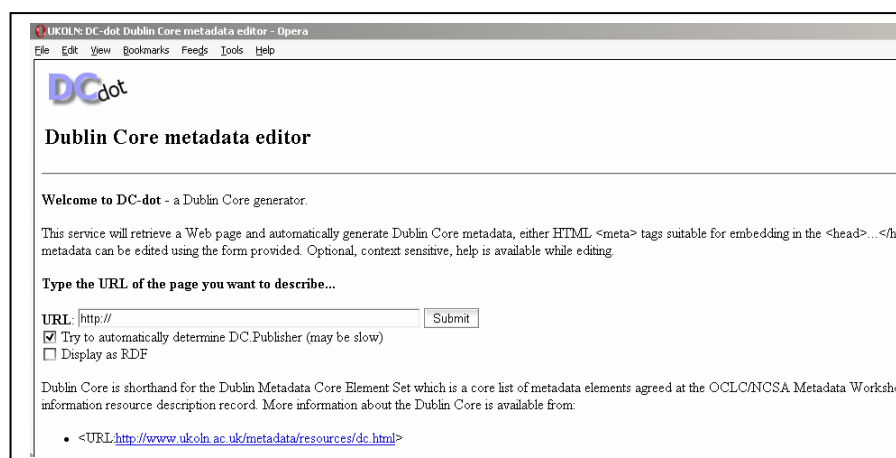 UKOLN: DC-dot Dublin Core metadata editor - Opera
File Edit View Bookmarks Feeds Tools Help
DCdot
Dublin Core metadata editor
Welcome to DC-dot - a Dublin Core generator.
This service will retrieve a Web page and automatically generate Dublin Core metadata, either HTML <meta> tags suitable for embedding in the <head>...</h
metadata can be edited using the form provided. Optional, context sensitive, help is available while editing.
Type the URL of the page you want to describe...
URL: http:// Submit
Try to automatically determine DC.Publisher (may be slow)
Display as RDF
Dublin Core is shorthand for the Dublin Metadata Core Element Set which is a core list of metadata elements agreed at the OCLC/NCSA Metadata Worksho
information resource description record. More information about the Dublin Core is available from:
• <URL:http://www.ukoln.ac.uk/metadata/resources/dc.html>